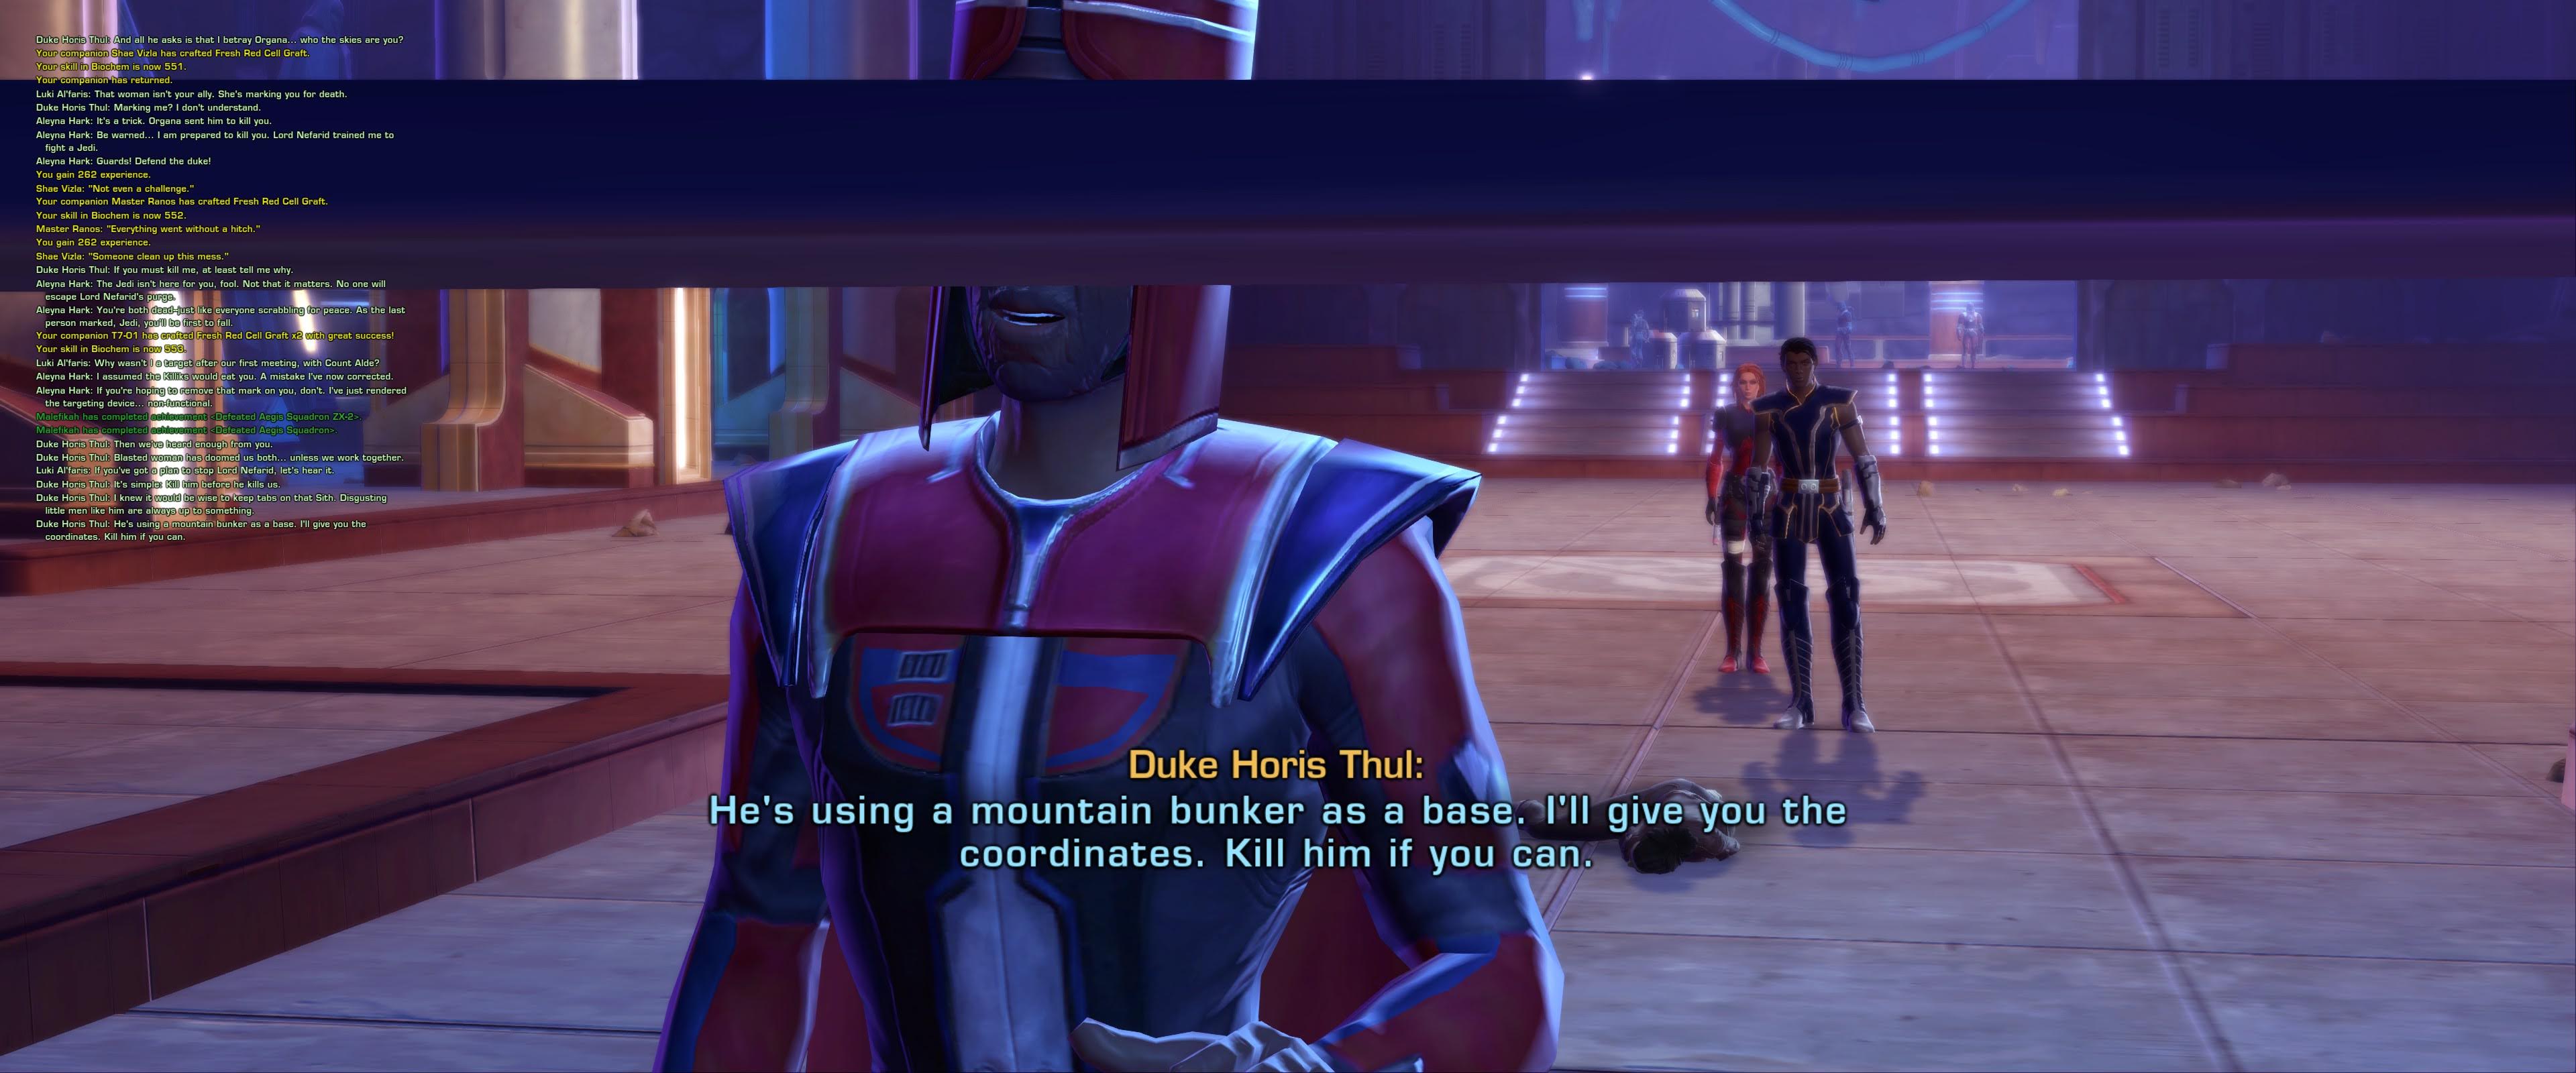 Duke Horis Thul: And all he asks is that I betray Organa... who the skies are you?
Your companion Shae Vizla has crafted Fresh Red Cell Graft.
Your skill in Biochem is now 551.
Your companion has returned.
Luki Al'faris: That woman isn't your ally. She's marking you for death.
Duke Horis Thul: Marking me? I don't understand.
Aleyna Hark: It's a trick. Organa sent him to kill you.
Aleyna Hark: Be warned... I am prepared to kill you. Lord Nefarid trained me to
fight a Jedi.
Aleyna Hark: Guards! Defend the duke!
You gain 262 experience.
Shae Vizla: "Not even a challenge."
Your companion Master Ranos has crafted Fresh Red Cell Graft.
Your skill in Biochem is now 552.
Master Ranos: "Everything went without a hitch."
You gain 262 experience.
Shae Vizla: "Someone clean up this mess."
Duke Horis Thul: If you must kill me, at least tell me why.
Aleyna Hark: The Jedi isn't here for you, fool. Not that it matters. No one will
escape Lord Nefarid's purge.
Aleyna Hark: You're both dead–just like everyone scrabbling for peace. As the last
person marked, Jedi, you'll be first to fall.
Your companion T7-O1 has crafted Fresh Red Cell Graft x2 with great success!
Your skill in Biochem is now 553.
Luki Al'faris: Why wasn't I a target after our first meeting, with Count Alde?
Aleyna Hark: I assumed the Killiks would eat you. A mistake I've now corrected.
Aleyna Hark: If you're hoping to remove that mark on you, don't. I've just rendered
the targeting device... non-functional.
Malefikah has completed achievement <Defeated Aegis Squadron ZX-2>.
Malefikah has completed achievement <Defeated Aegis Squadron>.
Duke Horis Thul: Then we've heard enough from you.
Duke Horis Thul: Blasted woman has doomed us both... unless we work together.
Luki Al'faris: If you've got a plan to stop Lord Nefarid, let's hear it.
Duke Horis Thul: It's simple: Kill him before he kills us.
Duke Horis Thul: I knew it would be wise to keep tabs on that Sith. Disgusting
little men like him are always up to something.
Duke Horis Thul: He's using a mountain bunker as a base. I'll give you the
coordinates. Kill him if you can.
Duke Horis Thul:
He's using a mountain bunker as a base. I'll give you the
coordinates. Kill him if you can.